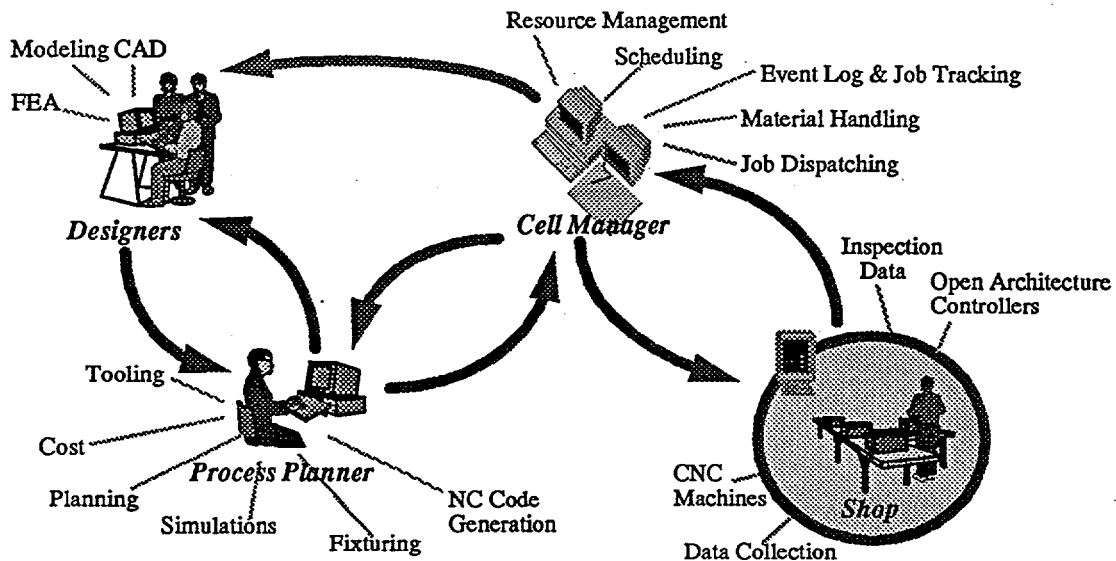 Resource Management
Scheduling
Event Log & Job Tracking
Material Handling
Job Dispatching
Modeling CAD
FEA
Designers
Cell Manager
Inspection
Data
Open Architecture
Controllers
Tooling
Cost
Planning
Process Planner
Simulations
Fixturing
NC Code
Generation
CNC
Machines
Shop
Data Collection